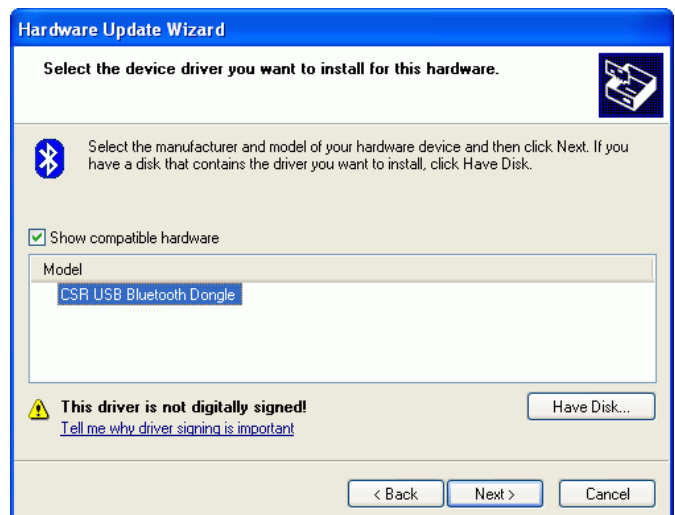 Hardware Update Wizard
Select the device driver you want to install for this hardware.
Select the manufacturer and model of your hardware device and then click Next. If you
have a disk that contains the driver you want to install, click Have Disk.
Show compatible hardware
Model
CSR USB Bluetooth Dongle
This driver is not digitally signed!
Have Disk...
Tell me why driver signing is important
< Back
Next >
Cancel